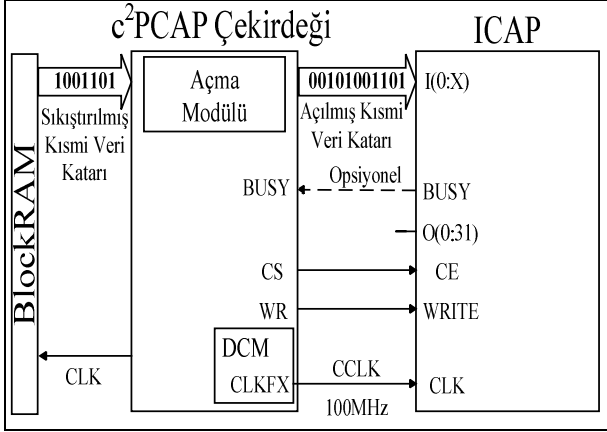 c²PCAP Çekirdeği
ICAP
BlockRAM
1001101
Sıkıştırılmış
Kısmi Veri
Katarı
Açma
Modülü
00101001101
Açılmış Kısmi
Veri Katarı
I(0:X)
BUSY
Opsiyonel
BUSY
O(0:31)
CS
CE
WR
WRITE
DCM
CLKFX
CCLK
100MHz
CLK
CLK